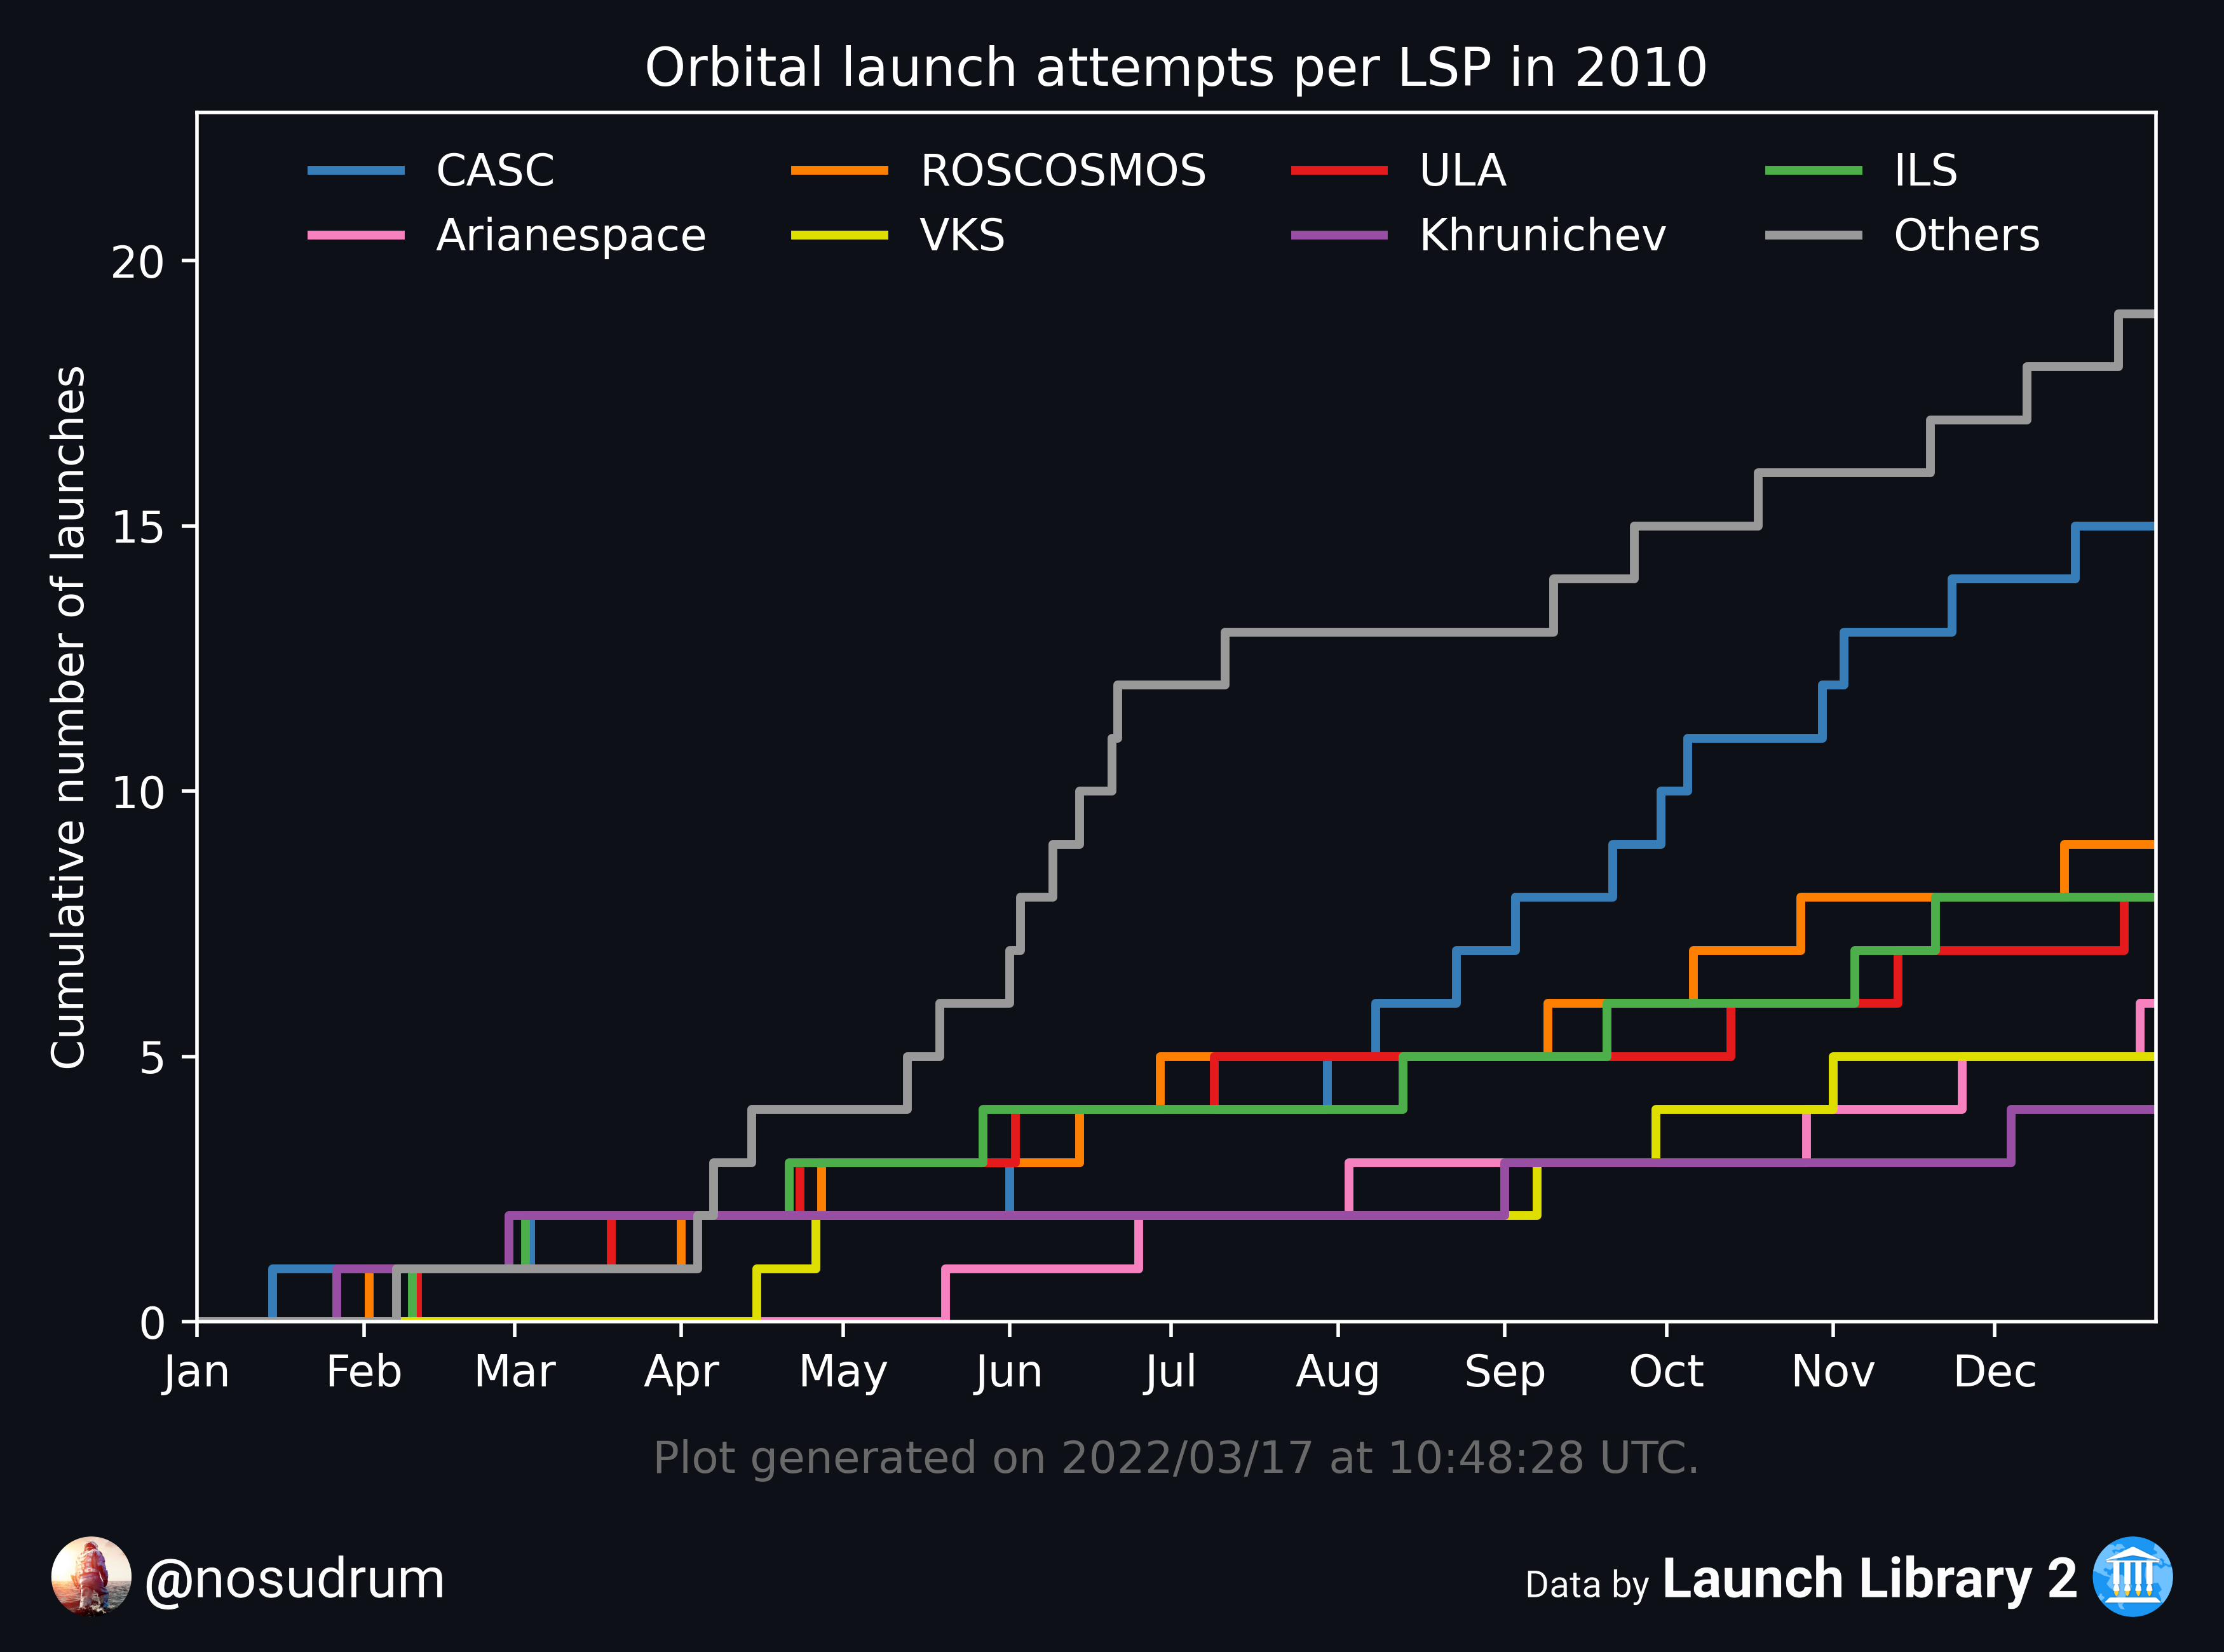 Orbital launch attempts per LSP in 2010
CASC
ROSCOSMOS
ULA
ILS
Arianespace
VKS
Khrunichev
Others
Cumulative number of launches
20
15
10
5
0
Jan Feb Mar Apr May Jun Jul Aug Sep Oct Nov Dec
Plot generated on 2022/03/17 at 10:48:28 UTC.
@nosudrum
Data by Launch Library 2